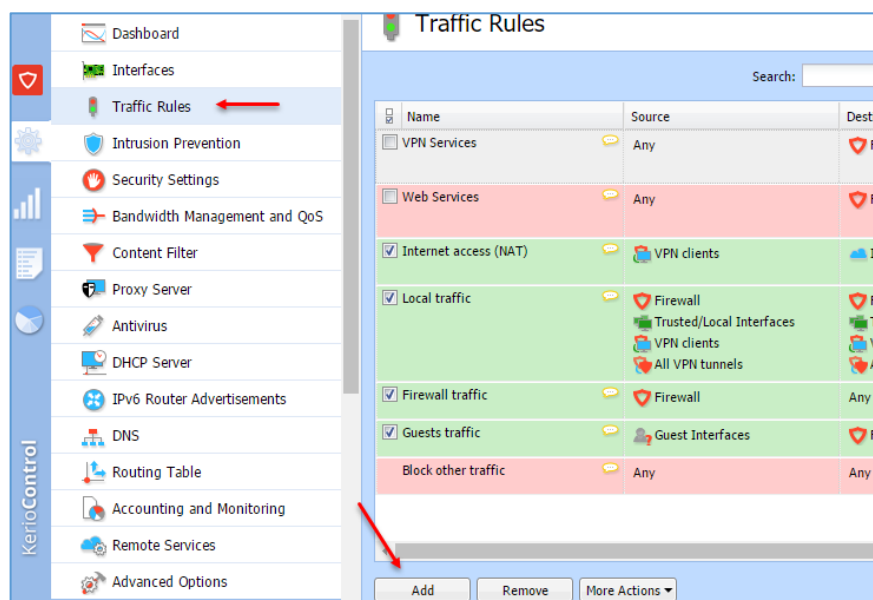 Dashboard
Interfaces
Traffic Rules
Intrusion Prevention
Security Settings
Bandwidth Management and QoS
Content Filter
Proxy Server
Antivirus
DHCP Server
IPv6 Router Advertisements
DNS
Routing Table
Accounting and Monitoring
Remote Services
Advanced Options
KerioControl
Traffic Rules
Search:
Name Source Dest
VPN Services Any F
Web Services Any F
Internet access (NAT) VPN clients I
Local traffic Firewall F
Trusted/Local Interfaces T
VPN clients V
All VPN tunnels A
Firewall traffic Firewall Any
Guests traffic Guest Interfaces F
Block other traffic Any Any
Add Remove More Actions